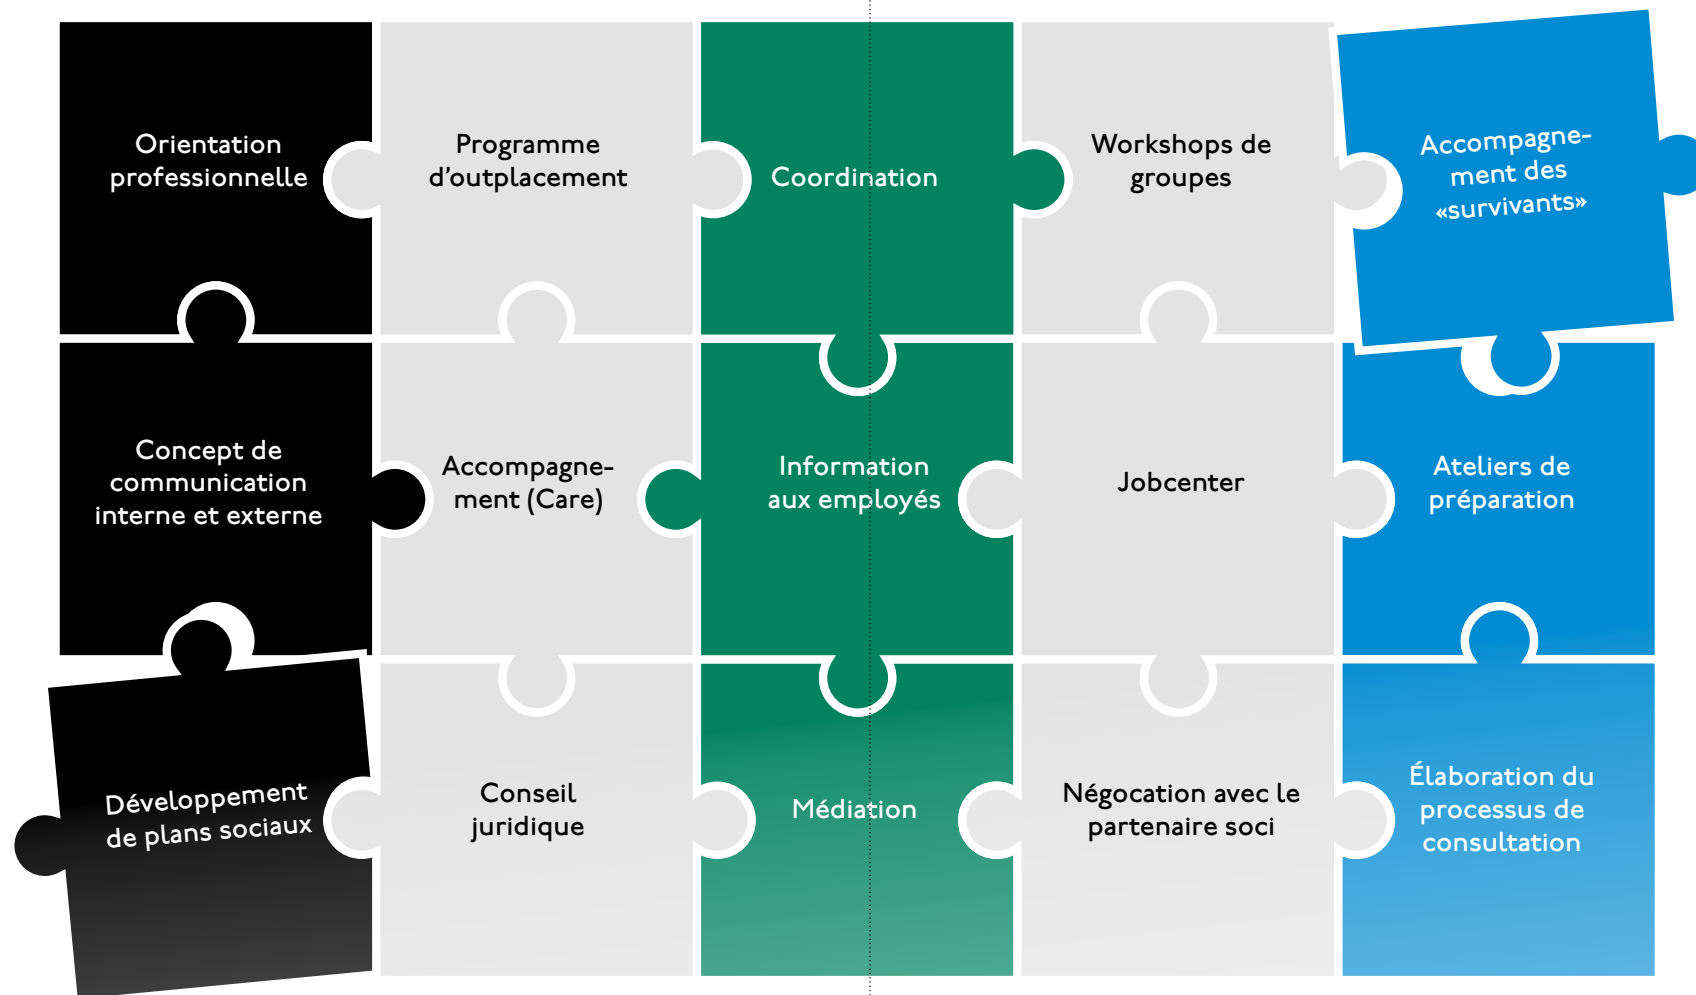 Orientation
professionnelle
Programme
d’outplacement
Coordination
Workshops de
groupes
Accompagne-
ment des
«survivants»
Concept de
communication
interne et externe
Accompagne-
ment (Care)
Information
aux employés
Jobcenter
Ateliers de
préparation
Développement
de plans sociaux
Conseil
juridique
Médiation
Négocation avec le
partenaire soci
Élaboration du
processus de
consultation